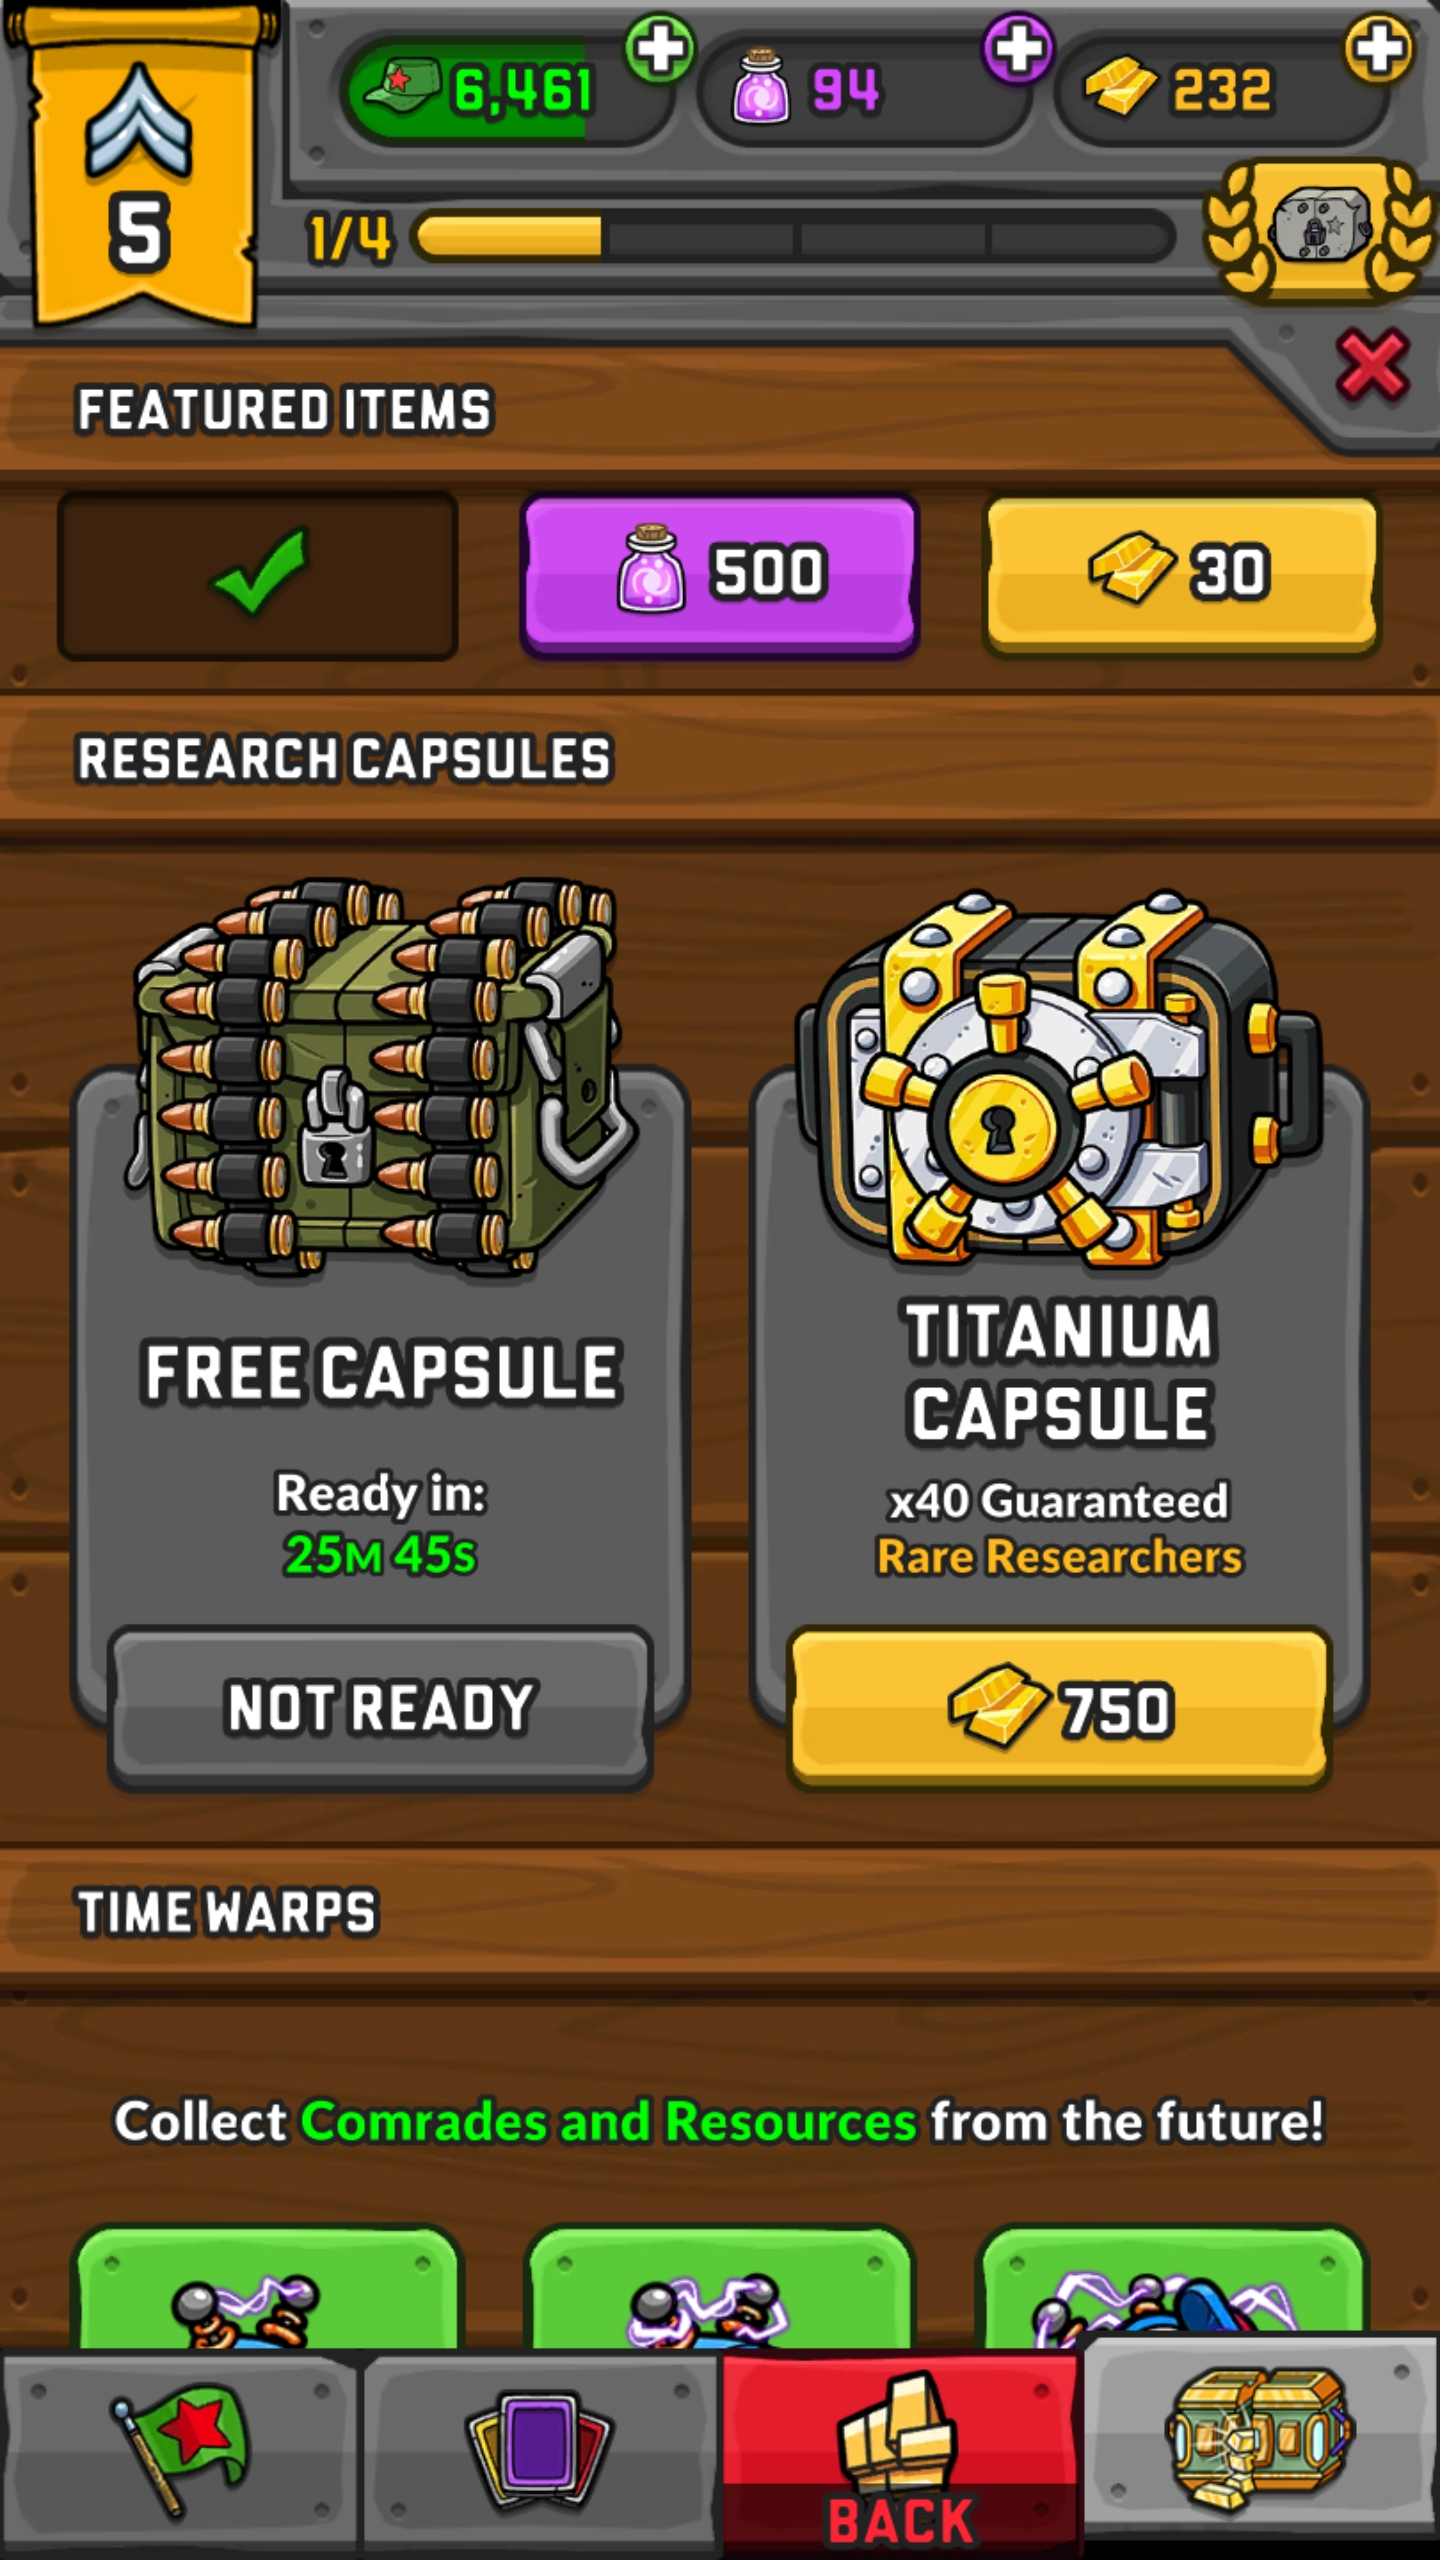 6,461
94
232
5
1/4
FEATURED ITEMS
500
30
RESEARCH CAPSULES
FREE CAPSULE
Ready in:
25M 45S
NOT READY
TITANIUM
CAPSULE
x40 Guaranteed
Rare Researchers
750
TIME WARPS
Collect Comrades and Resources from the future!
BACK